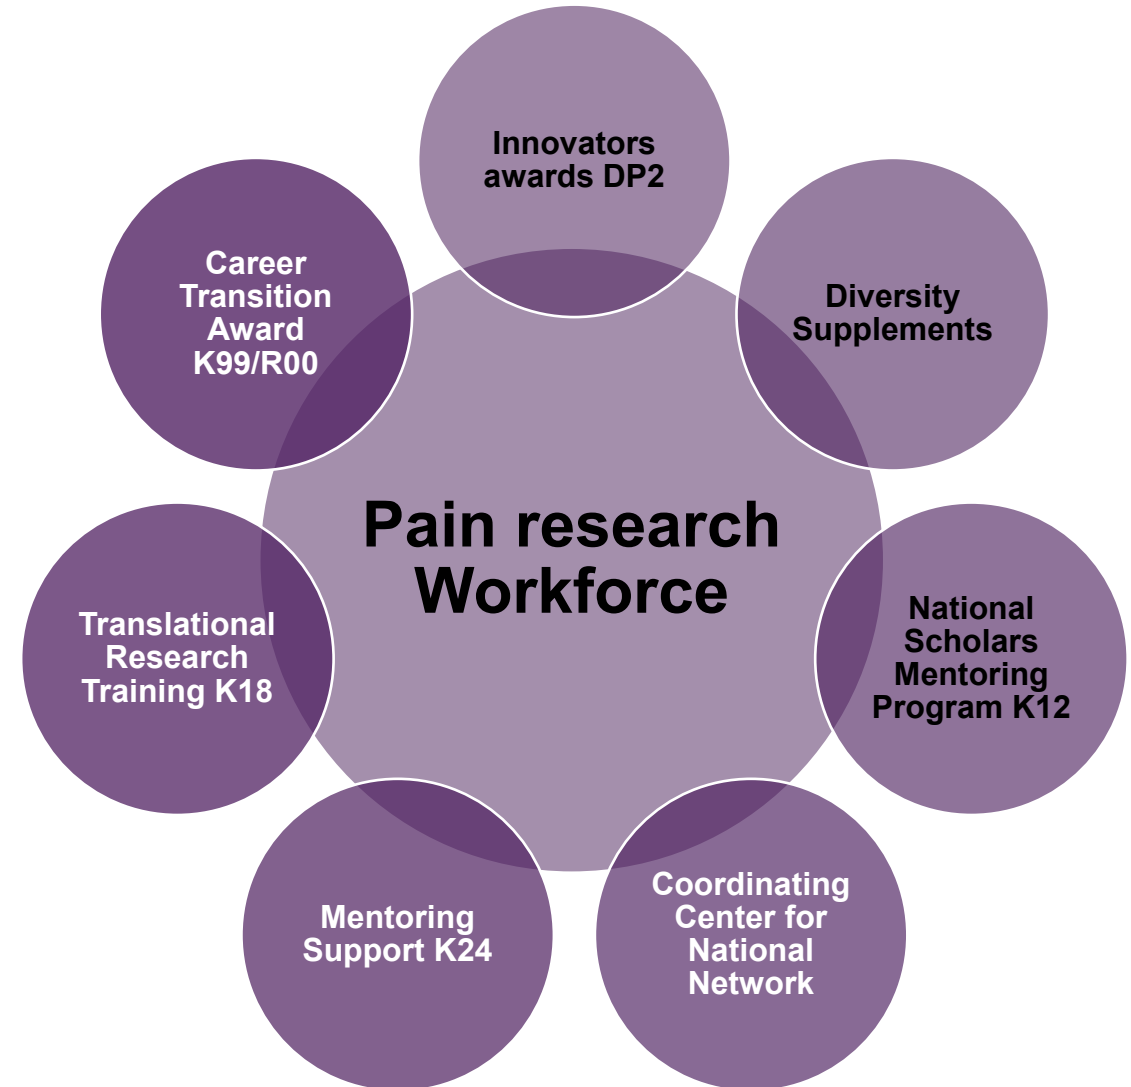 Innovators
awards DP2
Diversity
Supplements
National
Scholars
Mentoring
Program K12
Coordinating
Center for
National
Network
Mentoring
Support K24
Translational
Research
Training K18
Career
Transition
Award
K99/R00
Pain research
Workforce